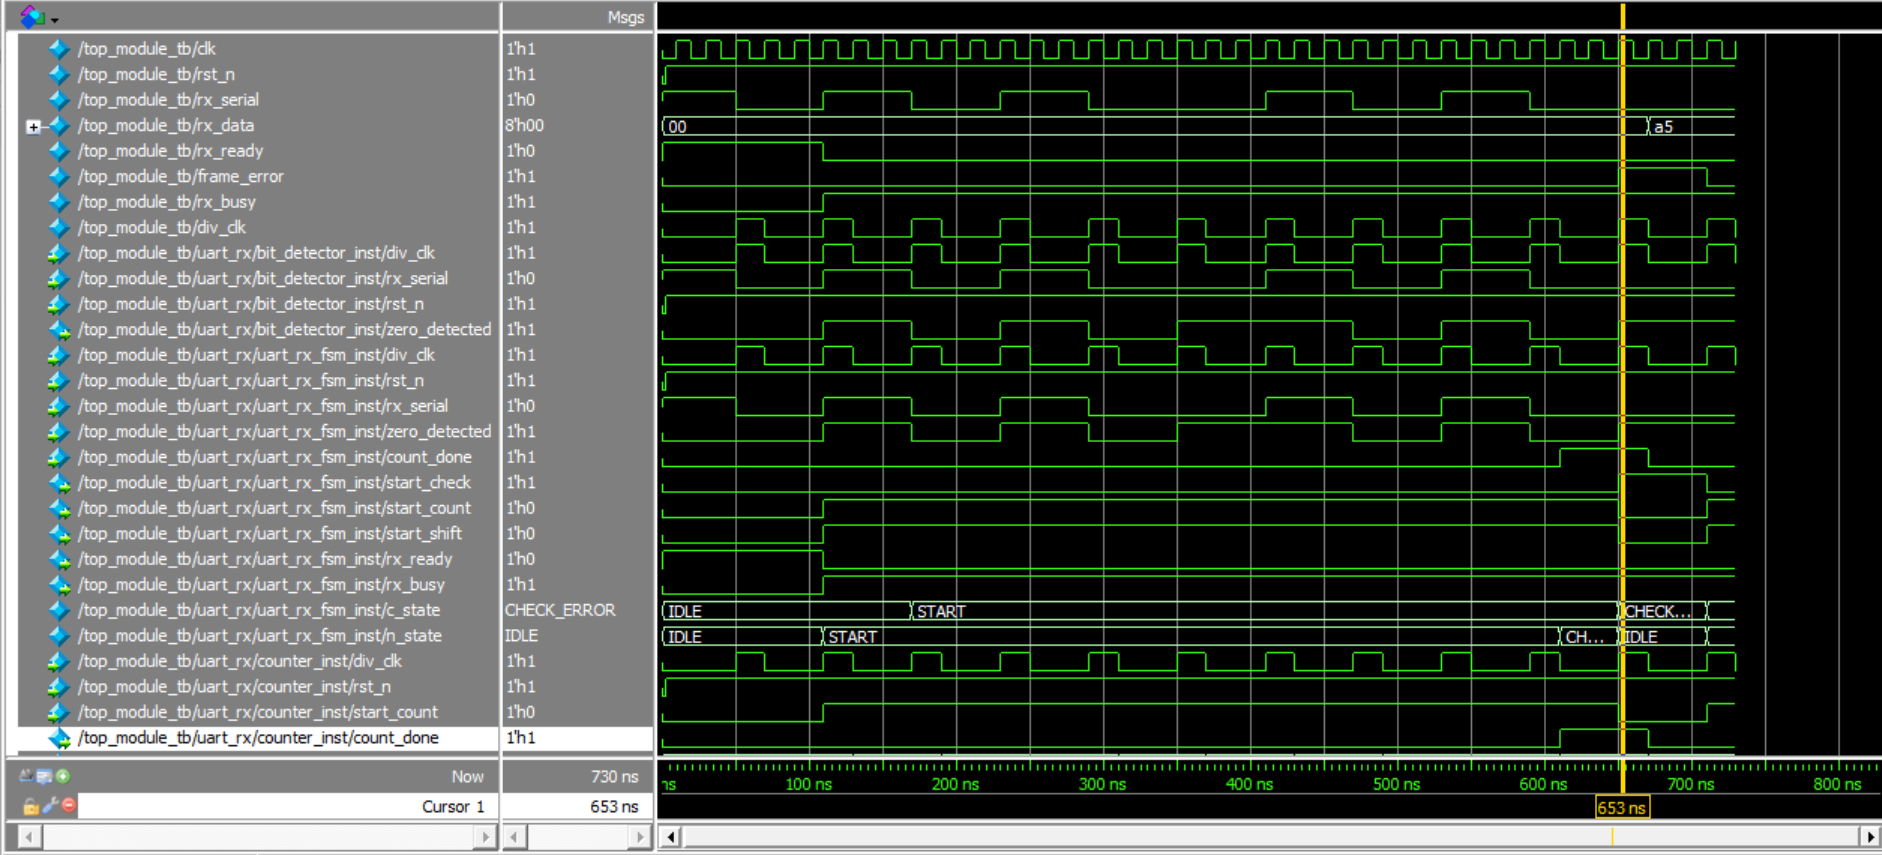 Msgs
/top_module_tb/clk 1'h1
/top_module_tb/rst_n 1'h1
/top_module_tb/rx_serial 1'h0
/top_module_tb/rx_data 8'h00 00 a5
/top_module_tb/rx_ready 1'h0
/top_module_tb/frame_error 1'h1
/top_module_tb/rx_busy 1'h1
/top_module_tb/div_clk 1'h1
/top_module_tb/uart_rx/bit_detector_inst/div_clk 1'h1
/top_module_tb/uart_rx/bit_detector_inst/rx_serial 1'h0
/top_module_tb/uart_rx/bit_detector_inst/rst_n 1'h1
/top_module_tb/uart_rx/bit_detector_inst/zero_detected 1'h1
/top_module_tb/uart_rx/uart_rx_fsm_inst/div_clk 1'h1
/top_module_tb/uart_rx/uart_rx_fsm_inst/rst_n 1'h1
/top_module_tb/uart_rx/uart_rx_fsm_inst/rx_serial 1'h0
/top_module_tb/uart_rx/uart_rx_fsm_inst/zero_detected 1'h1
/top_module_tb/uart_rx/uart_rx_fsm_inst/count_done 1'h1
/top_module_tb/uart_rx/uart_rx_fsm_inst/start_check 1'h1
/top_module_tb/uart_rx/uart_rx_fsm_inst/start_count 1'h0
/top_module_tb/uart_rx/uart_rx_fsm_inst/start_shift 1'h0
/top_module_tb/uart_rx/uart_rx_fsm_inst/rx_ready 1'h0
/top_module_tb/uart_rx/uart_rx_fsm_inst/rx_busy 1'h1
/top_module_tb/uart_rx/uart_rx_fsm_inst/c_state CHECK_ERROR IDLE START CHECK...
/top_module_tb/uart_rx/uart_rx_fsm_inst/n_state IDLE IDLE START CH... IDLE
/top_module_tb/uart_rx/counter_inst/div_clk 1'h1
/top_module_tb/uart_rx/counter_inst/rst_n 1'h1
/top_module_tb/uart_rx/counter_inst/start_count 1'h0
/top_module_tb/uart_rx/counter_inst/count_done 1'h1
Now 730 ns ns 100 ns 200 ns 300 ns 400 ns 500 ns 600 ns 700 ns 800 ns
Cursor 1 653 ns 653 ns